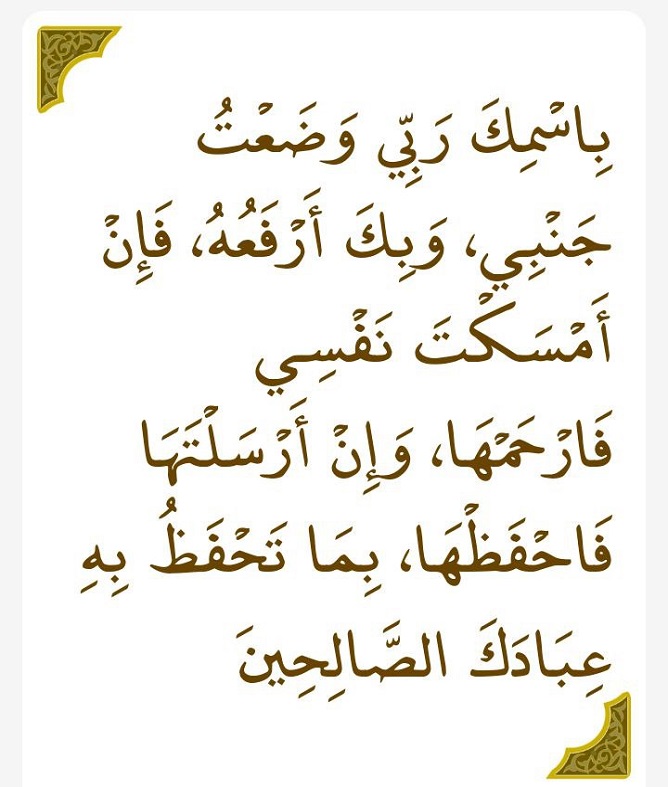 بِاسْمِكَ رَبِّي وَضَعْتُ
جَنْبِي، وَبِكَ أَرْفَعُهُ، فَإِنْ
أَمْسَكْتَ نَفْسِي
فَارْحَمْهَا، وَإِنْ أَرْسَلْتَهَا
فَاحْفَظْهَا، بِمَا تَحْفَظُ بِهِ
عِبَادَكَ الصَّالِحِينَ